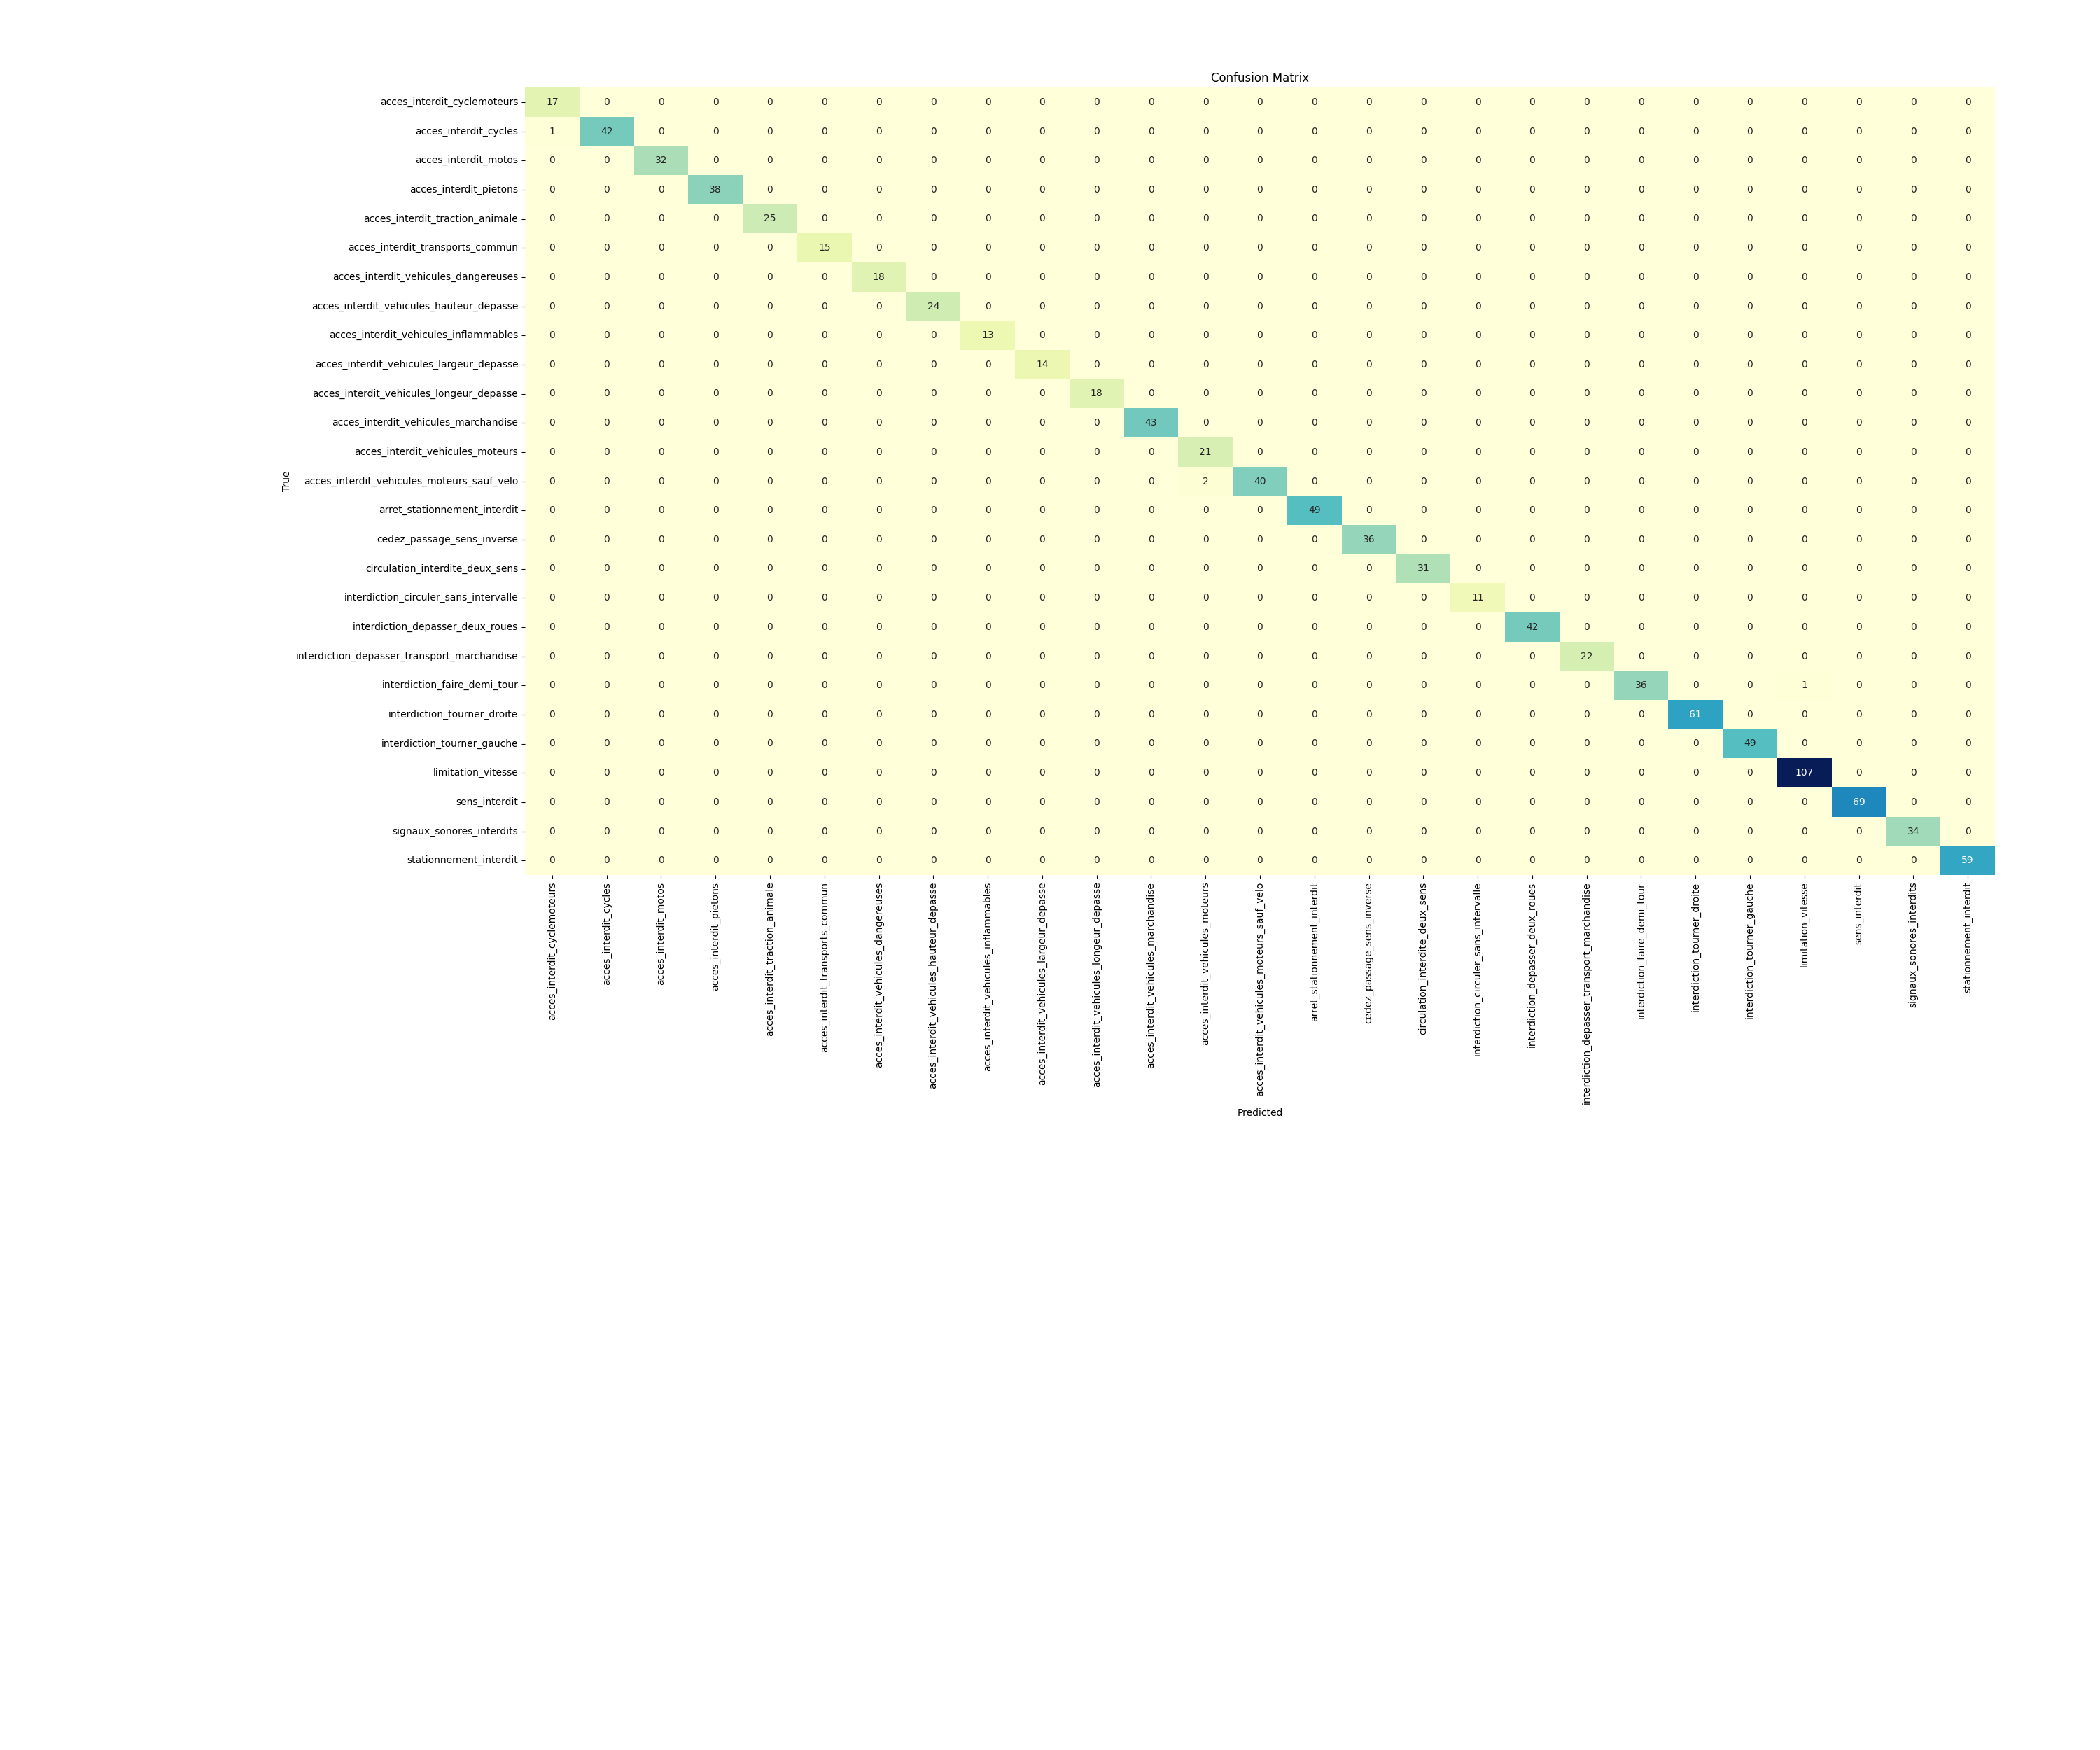 Confusion Matrix
True
acces_interdit_cyclemoteurs 17 0 0 0 0 0 0 0 0 0 0 0 0 0 0 0 0 0 0 0 0 0 0 0 0 0 0
acces_interdit_cycles 1 42 0 0 0 0 0 0 0 0 0 0 0 0 0 0 0 0 0 0 0 0 0 0 0 0 0
acces_interdit_motos 0 0 32 0 0 0 0 0 0 0 0 0 0 0 0 0 0 0 0 0 0 0 0 0 0 0 0
acces_interdit_pietons 0 0 0 38 0 0 0 0 0 0 0 0 0 0 0 0 0 0 0 0 0 0 0 0 0 0 0
acces_interdit_traction_animale 0 0 0 0 25 0 0 0 0 0 0 0 0 0 0 0 0 0 0 0 0 0 0 0 0 0 0
acces_interdit_transports_commun 0 0 0 0 0 15 0 0 0 0 0 0 0 0 0 0 0 0 0 0 0 0 0 0 0 0 0
acces_interdit_vehicules_dangereuses 0 0 0 0 0 0 18 0 0 0 0 0 0 0 0 0 0 0 0 0 0 0 0 0 0 0 0
acces_interdit_vehicules_hauteur_depasse 0 0 0 0 0 0 0 24 0 0 0 0 0 0 0 0 0 0 0 0 0 0 0 0 0 0 0
acces_interdit_vehicules_inflammables 0 0 0 0 0 0 0 0 13 0 0 0 0 0 0 0 0 0 0 0 0 0 0 0 0 0 0
acces_interdit_vehicules_largeur_depasse 0 0 0 0 0 0 0 0 0 14 0 0 0 0 0 0 0 0 0 0 0 0 0 0 0 0 0
acces_interdit_vehicules_longeur_depasse 0 0 0 0 0 0 0 0 0 0 18 0 0 0 0 0 0 0 0 0 0 0 0 0 0 0 0
acces_interdit_vehicules_marchandise 0 0 0 0 0 0 0 0 0 0 0 43 0 0 0 0 0 0 0 0 0 0 0 0 0 0 0
acces_interdit_vehicules_moteurs 0 0 0 0 0 0 0 0 0 0 0 0 21 0 0 0 0 0 0 0 0 0 0 0 0 0 0
acces_interdit_vehicules_moteurs_sauf_velo 0 0 0 0 0 0 0 0 0 0 0 0 2 40 0 0 0 0 0 0 0 0 0 0 0 0 0
arret_stationnement_interdit 0 0 0 0 0 0 0 0 0 0 0 0 0 0 49 0 0 0 0 0 0 0 0 0 0 0 0
cedez_passage_sens_inverse 0 0 0 0 0 0 0 0 0 0 0 0 0 0 0 36 0 0 0 0 0 0 0 0 0 0 0
circulation_interdite_deux_sens 0 0 0 0 0 0 0 0 0 0 0 0 0 0 0 0 31 0 0 0 0 0 0 0 0 0 0
interdiction_circuler_sans_intervalle 0 0 0 0 0 0 0 0 0 0 0 0 0 0 0 0 0 11 0 0 0 0 0 0 0 0 0
interdiction_depasser_deux_roues 0 0 0 0 0 0 0 0 0 0 0 0 0 0 0 0 0 0 42 0 0 0 0 0 0 0 0
interdiction_depasser_transport_marchandise 0 0 0 0 0 0 0 0 0 0 0 0 0 0 0 0 0 0 0 22 0 0 0 0 0 0 0
interdiction_faire_demi_tour 0 0 0 0 0 0 0 0 0 0 0 0 0 0 0 0 0 0 0 0 36 0 0 1 0 0 0
interdiction_tourner_droite 0 0 0 0 0 0 0 0 0 0 0 0 0 0 0 0 0 0 0 0 0 61 0 0 0 0 0
interdiction_tourner_gauche 0 0 0 0 0 0 0 0 0 0 0 0 0 0 0 0 0 0 0 0 0 0 49 0 0 0 0
limitation_vitesse 0 0 0 0 0 0 0 0 0 0 0 0 0 0 0 0 0 0 0 0 0 0 0 107 0 0 0
sens_interdit 0 0 0 0 0 0 0 0 0 0 0 0 0 0 0 0 0 0 0 0 0 0 0 0 69 0 0
signaux_sonores_interdits 0 0 0 0 0 0 0 0 0 0 0 0 0 0 0 0 0 0 0 0 0 0 0 0 0 34 0
stationnement_interdit 0 0 0 0 0 0 0 0 0 0 0 0 0 0 0 0 0 0 0 0 0 0 0 0 0 0 59
acces_interdit_cyclemoteurs
acces_interdit_cycles
acces_interdit_motos
acces_interdit_pietons
acces_interdit_traction_animale
acces_interdit_transports_commun
acces_interdit_vehicules_dangereuses
acces_interdit_vehicules_hauteur_depasse
acces_interdit_vehicules_inflammables
acces_interdit_vehicules_largeur_depasse
acces_interdit_vehicules_longeur_depasse
acces_interdit_vehicules_marchandise
acces_interdit_vehicules_moteurs
acces_interdit_vehicules_moteurs_sauf_velo
arret_stationnement_interdit
cedez_passage_sens_inverse
circulation_interdite_deux_sens
interdiction_circuler_sans_intervalle
interdiction_depasser_deux_roues
interdiction_depasser_transport_marchandise
interdiction_faire_demi_tour
interdiction_tourner_droite
interdiction_tourner_gauche
limitation_vitesse
sens_interdit
signaux_sonores_interdits
stationnement_interdit
Predicted